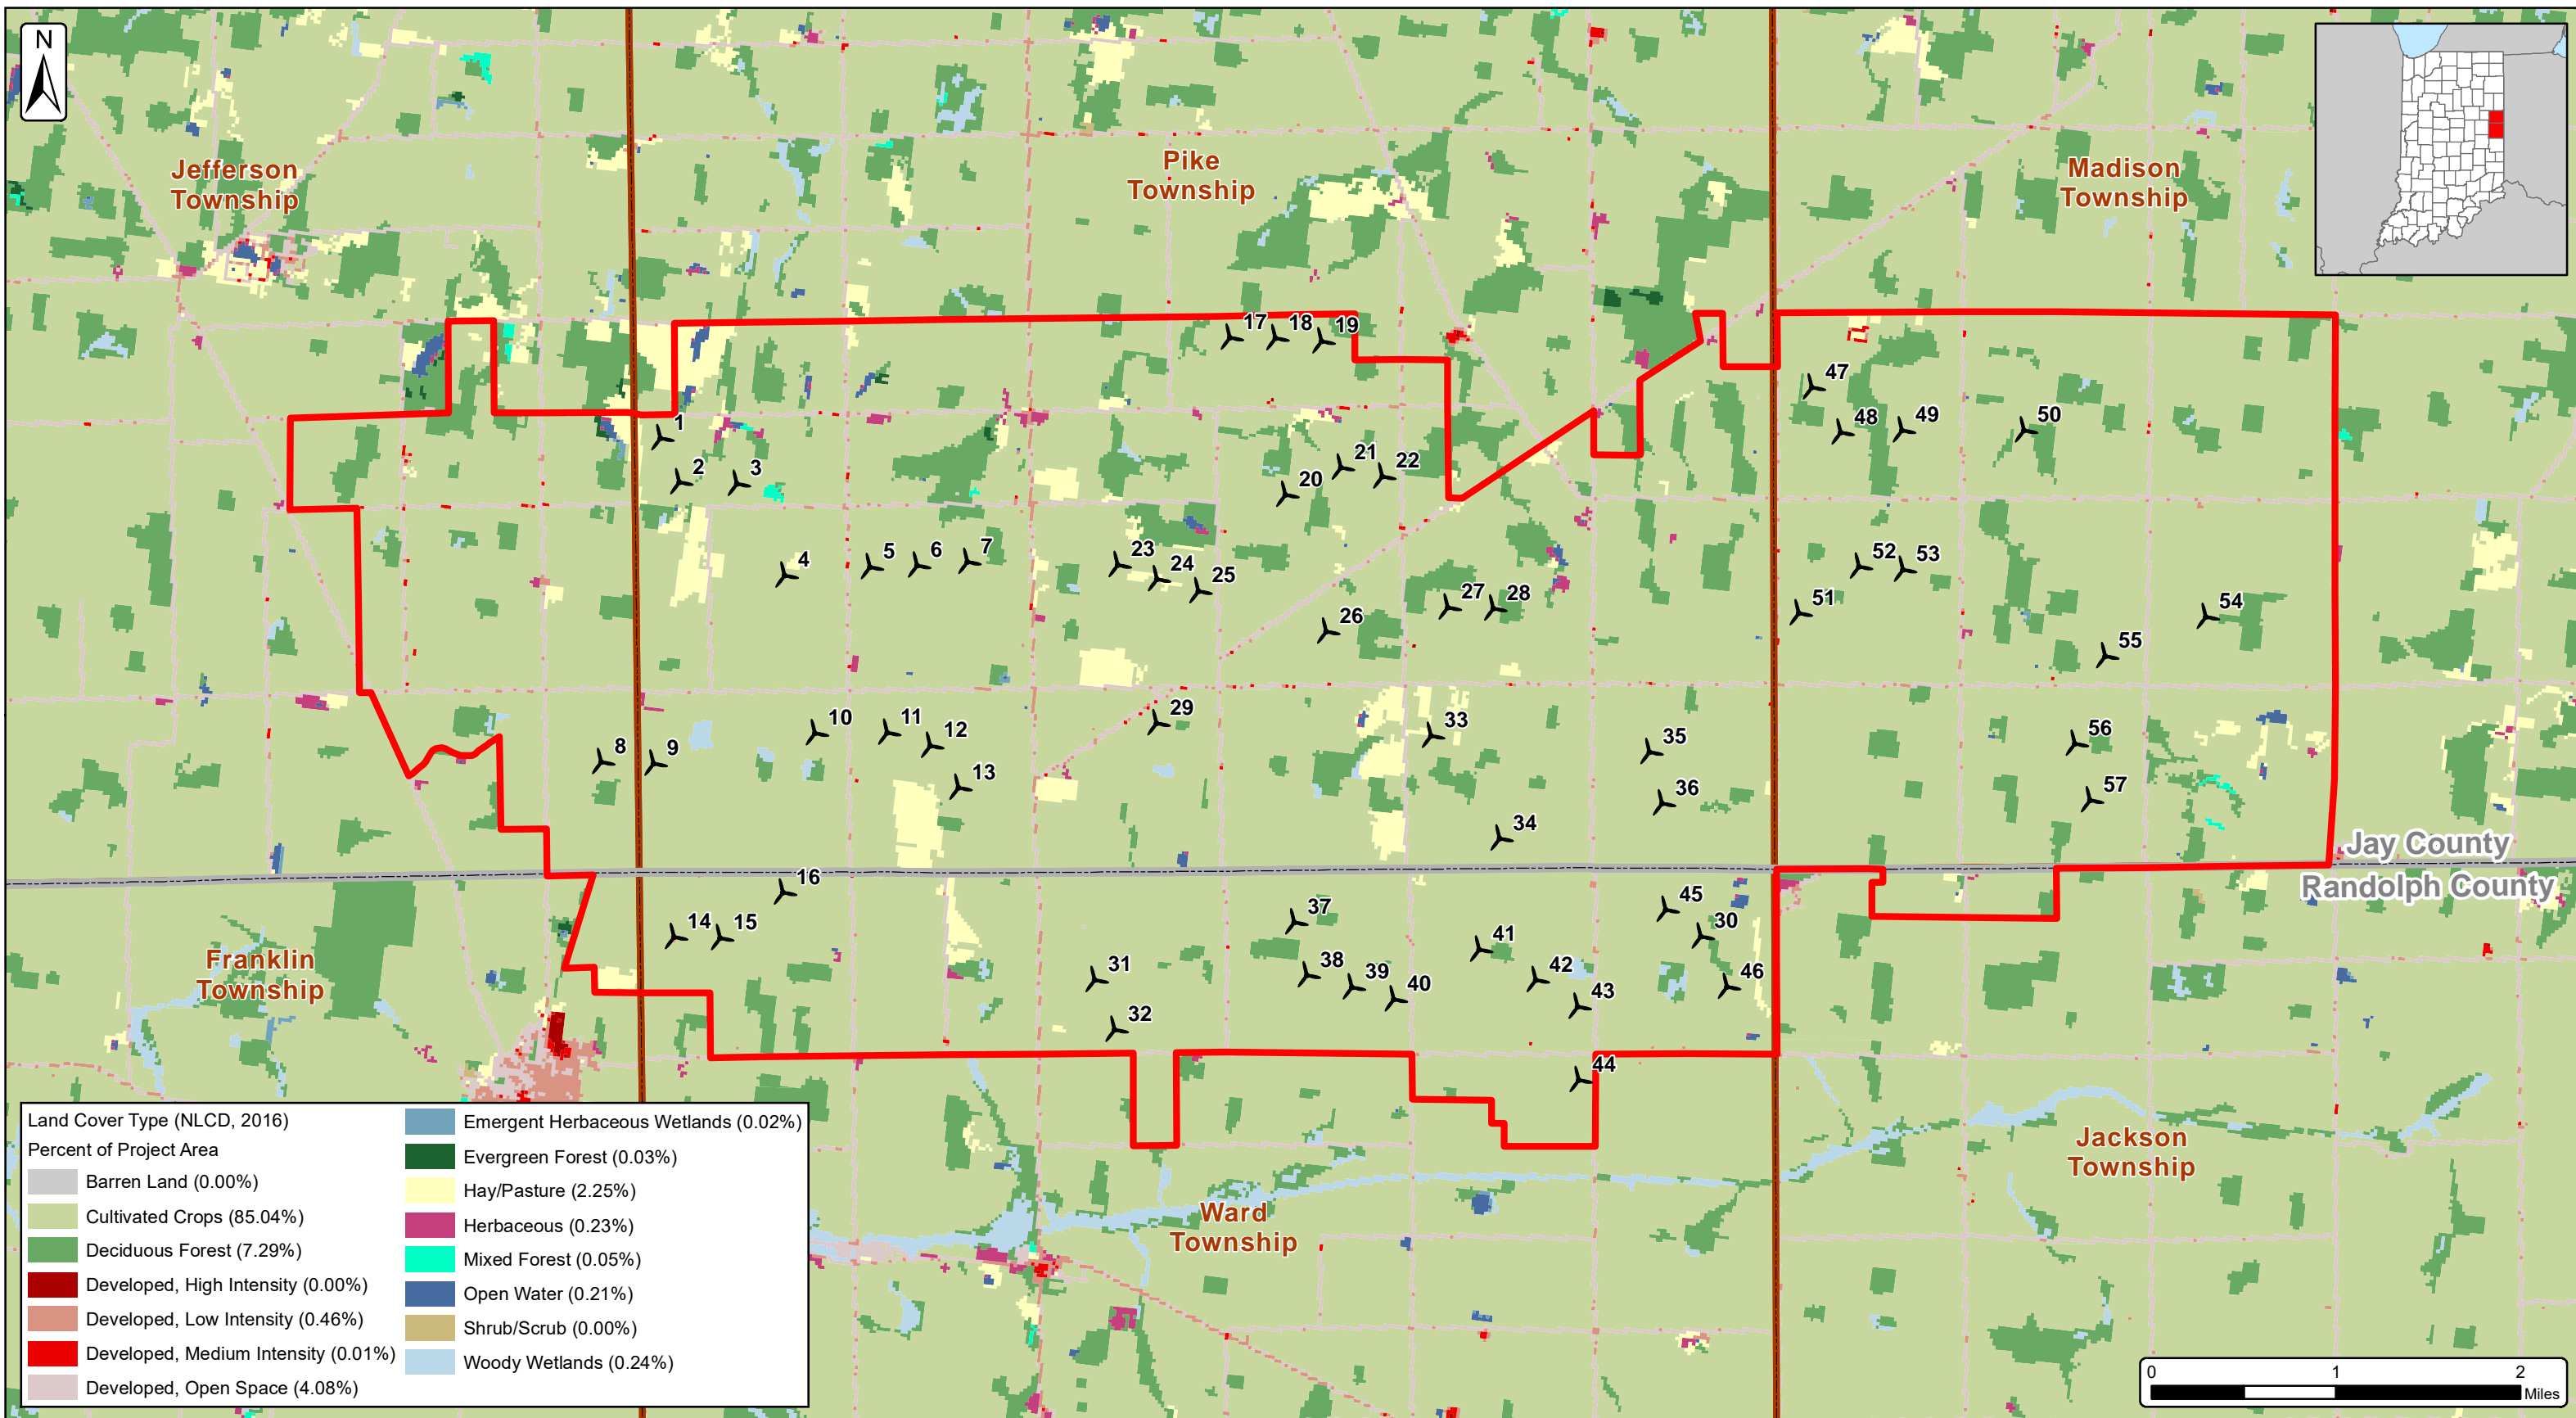 N
Jefferson
Township
Pike
Township
Madison
Township
17
18
19
47
48
49
50
1
2
3
21
22
20
4
5
6
7
23
24
25
52
53
51
26
27
28
54
55
29
33
10
11
12
13
8
9
35
36
34
56
57
Jay County
Randolph County
16
14
15
37
38
39
40
41
42
43
45
30
46
31
32
44
Franklin
Township
Ward
Township
Jackson
Township
Land Cover Type (NLCD, 2016)
Percent of Project Area
Barren Land (0.00%)
Cultivated Crops (85.04%)
Deciduous Forest (7.29%)
Developed, High Intensity (0.00%)
Developed, Low Intensity (0.46%)
Developed, Medium Intensity (0.01%)
Developed, Open Space (4.08%)
Emergent Herbaceous Wetlands (0.02%)
Evergreen Forest (0.03%)
Hay/Pasture (2.25%)
Herbaceous (0.23%)
Mixed Forest (0.05%)
Open Water (0.21%)
Shrub/Scrub (0.00%)
Woody Wetlands (0.24%)
0 1 2
Miles